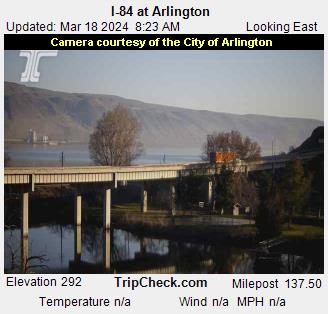 I-84 at Arlington
Updated: Mar 18 2024 8:23 AM Looking East
Camera courtesy of the City of Arlington
Elevation 292 TripCheck.com Milepost 137.50
Temperature n/a Wind n/a MPH n/a